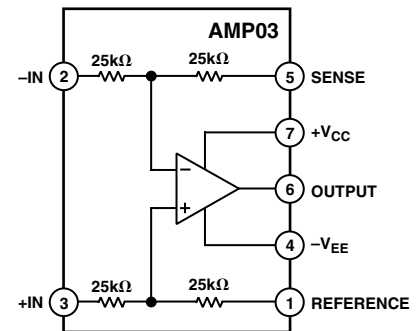 AMP03
25kΩ 25kΩ
–IN 2 5 SENSE
7 +VCC
–
6 OUTPUT
+
4 –VEE
25kΩ 25kΩ
+IN 3 1 REFERENCE